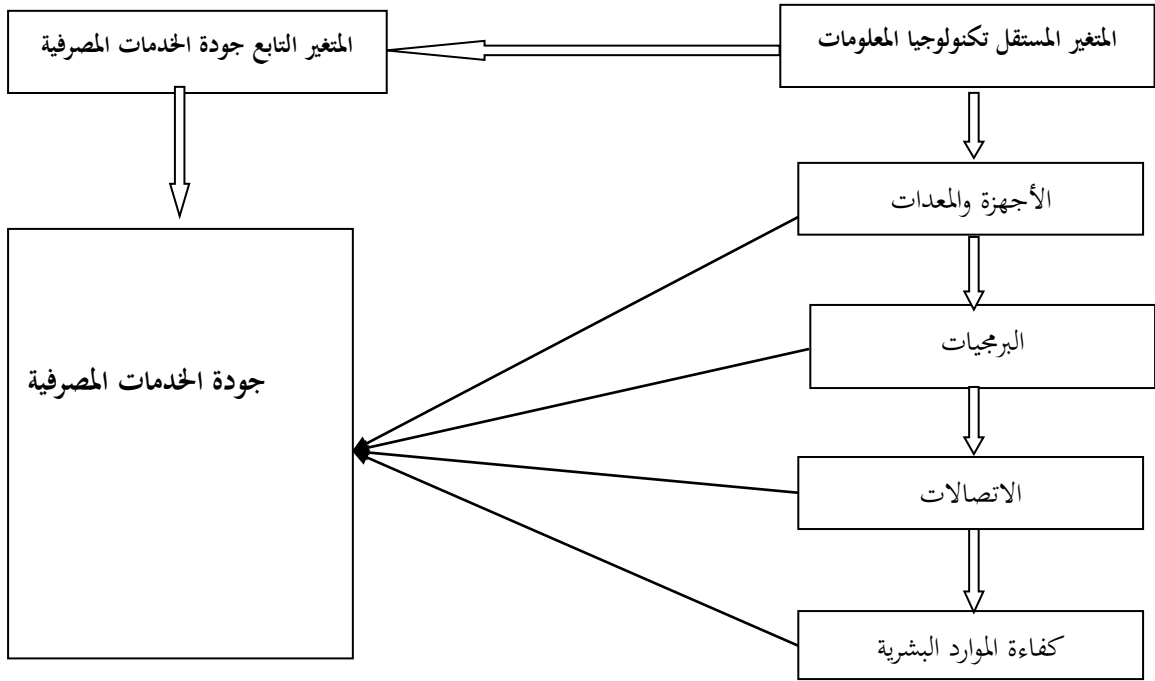 المتغير المستقل تكنولوجيا المعلومات
المتغير التابع جودة الخدمات المصرفية
الأجهزة والمعدات
البرمجيات
جودة الخدمات المصرفية
الاتصالات
كفاءة الموارد البشرية